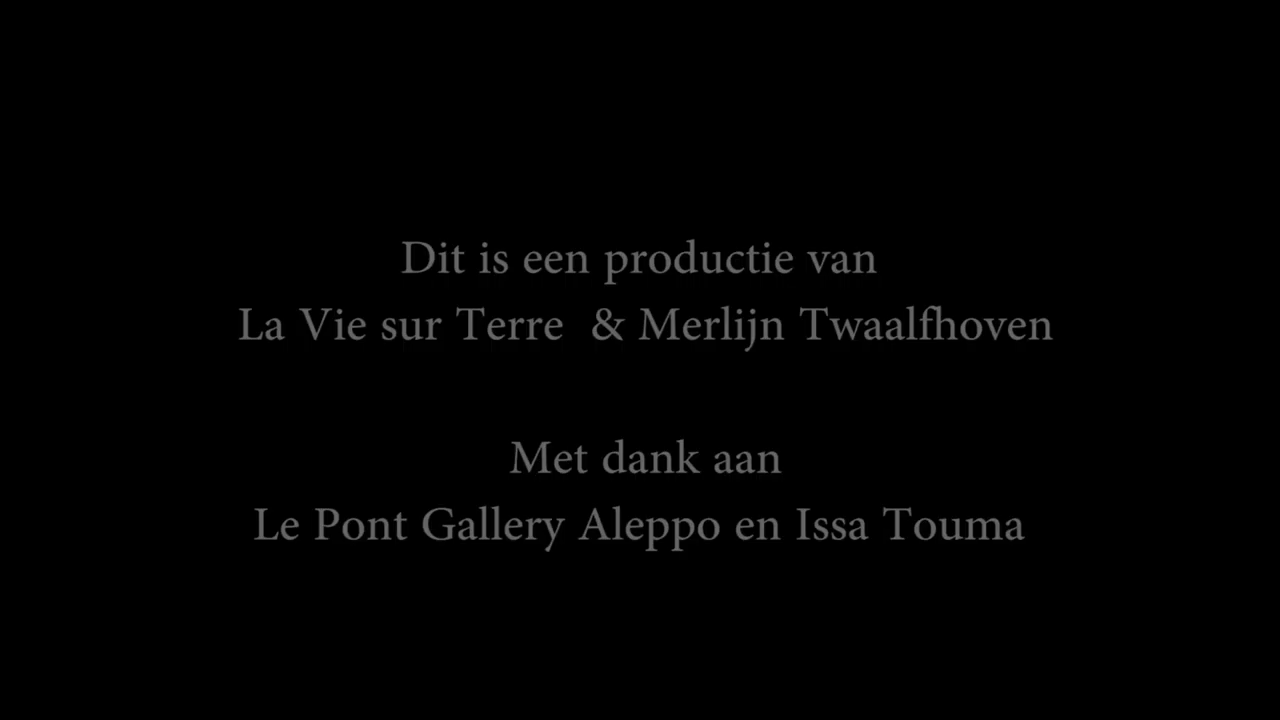 Dit is een productie van
La Vie sur Terre & Merlijn Twaalfhoven
Met dank aan
Le Pont Gallery Aleppo en Issa Touma